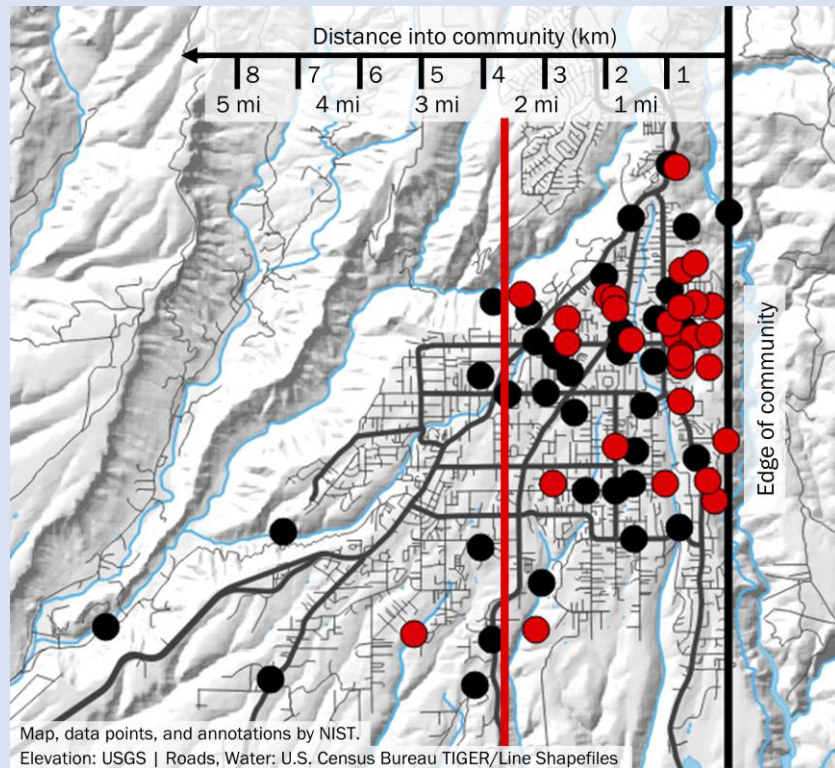 Distance into community (km)
8 7 6 5 4 3 2 1
5 mi 4 mi 3 mi 2 mi 1 mi
Edge of community
Map, data points, and annotations by NIST.
Elevation: USGS | Roads, Water: U.S. Census Bureau TIGER/Line Shapefiles